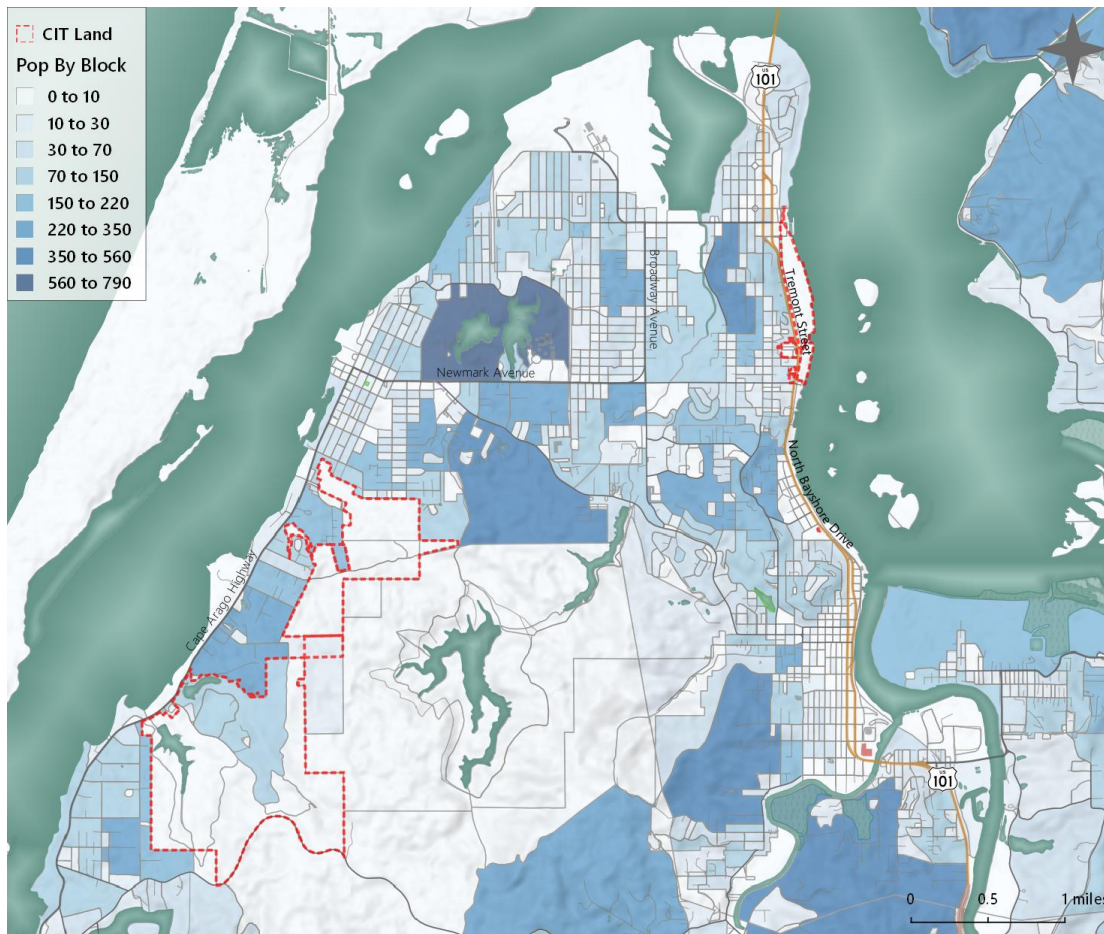 CIT Land
Pop By Block
0 to 10
10 to 30
30 to 70
70 to 150
150 to 220
220 to 350
350 to 560
560 to 790
US
101
Broadway Avenue
Tremont Street
Newmark Avenue
North Bayshore Drive
Cape Arago Highway
US
101
0 0.5 1 miles